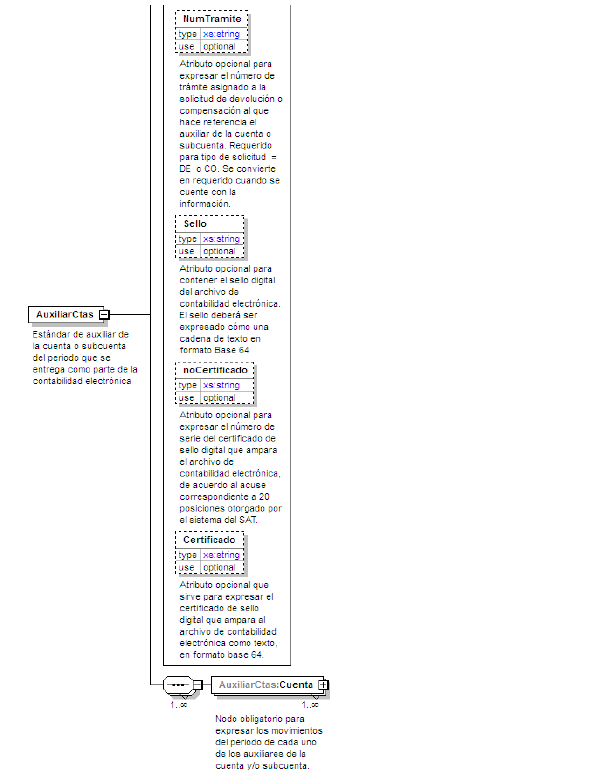 NumTramite
type xs:string
use optional
Atributo opcional para
expresar el número de
trámite asignado a la
solicitud de devolución o
compensación al que
hace referencia el
auxiliar de la cuenta o
subcuenta. Requerido
para tipo de solicitud =
DE o CO. Se convierte
en requerido cuando se
cuente con la
información.
Sello
type xs:string
use optional
Atributo opcional para
contener el sello digital
del archivo de
contabilidad electrónica.
El sello deberá ser
expresado cómo una
cadena de texto en
formato Base 64
AuxiliarCtas
Estándar de auxiliar de
la cuenta o subcuenta
del periodo que se
entrega como parte de la
contabilidad electrónica
noCertificado
type xs:string
use optional
Atributo opcional para
expresar el número de
serie del certificado de
sello digital que ampara
el archivo de
contabilidad electrónica,
de acuerdo al acuse
correspondiente a 20
posiciones otorgado por
el sistema del SAT.
Certificado
type xs:string
use optional
Atributo opcional que
sirve para expresar el
certificado de sello
digital que ampara al
archivo de contabilidad
electrónica como texto,
en formato base 64.
AuxiliarCtas:Cuenta
1..∞ 1..∞
Nodo obligatorio para
expresar los movimientos
del periodo de cada uno
de los auxiliares de la
cuenta y/o subcuenta.